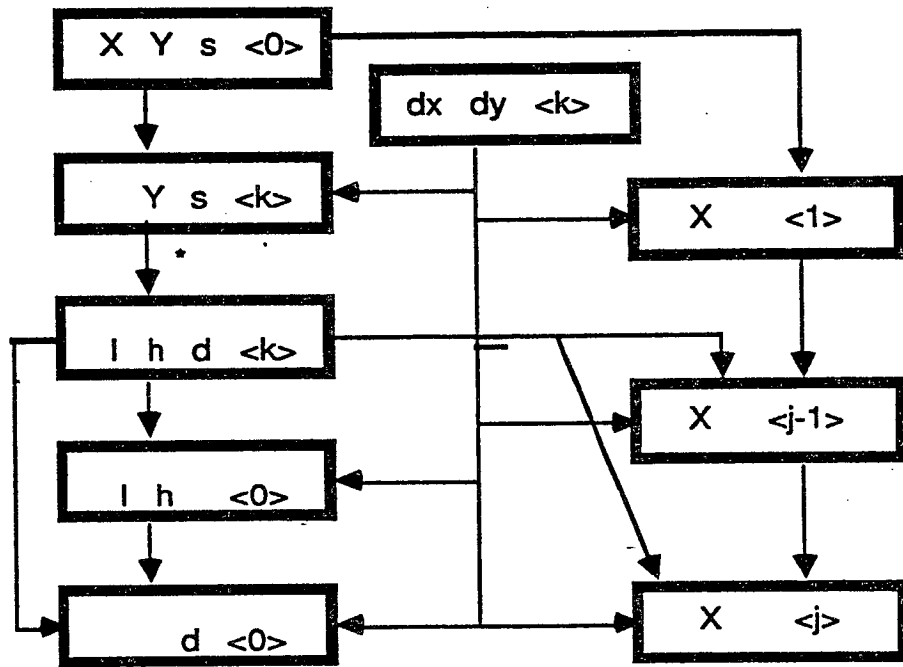 X Y s <0>
dx dy <k>
Y s <k>
X <1>
*
l h d <k>
X <j-1>
l h <0>
d <0>
X <j>